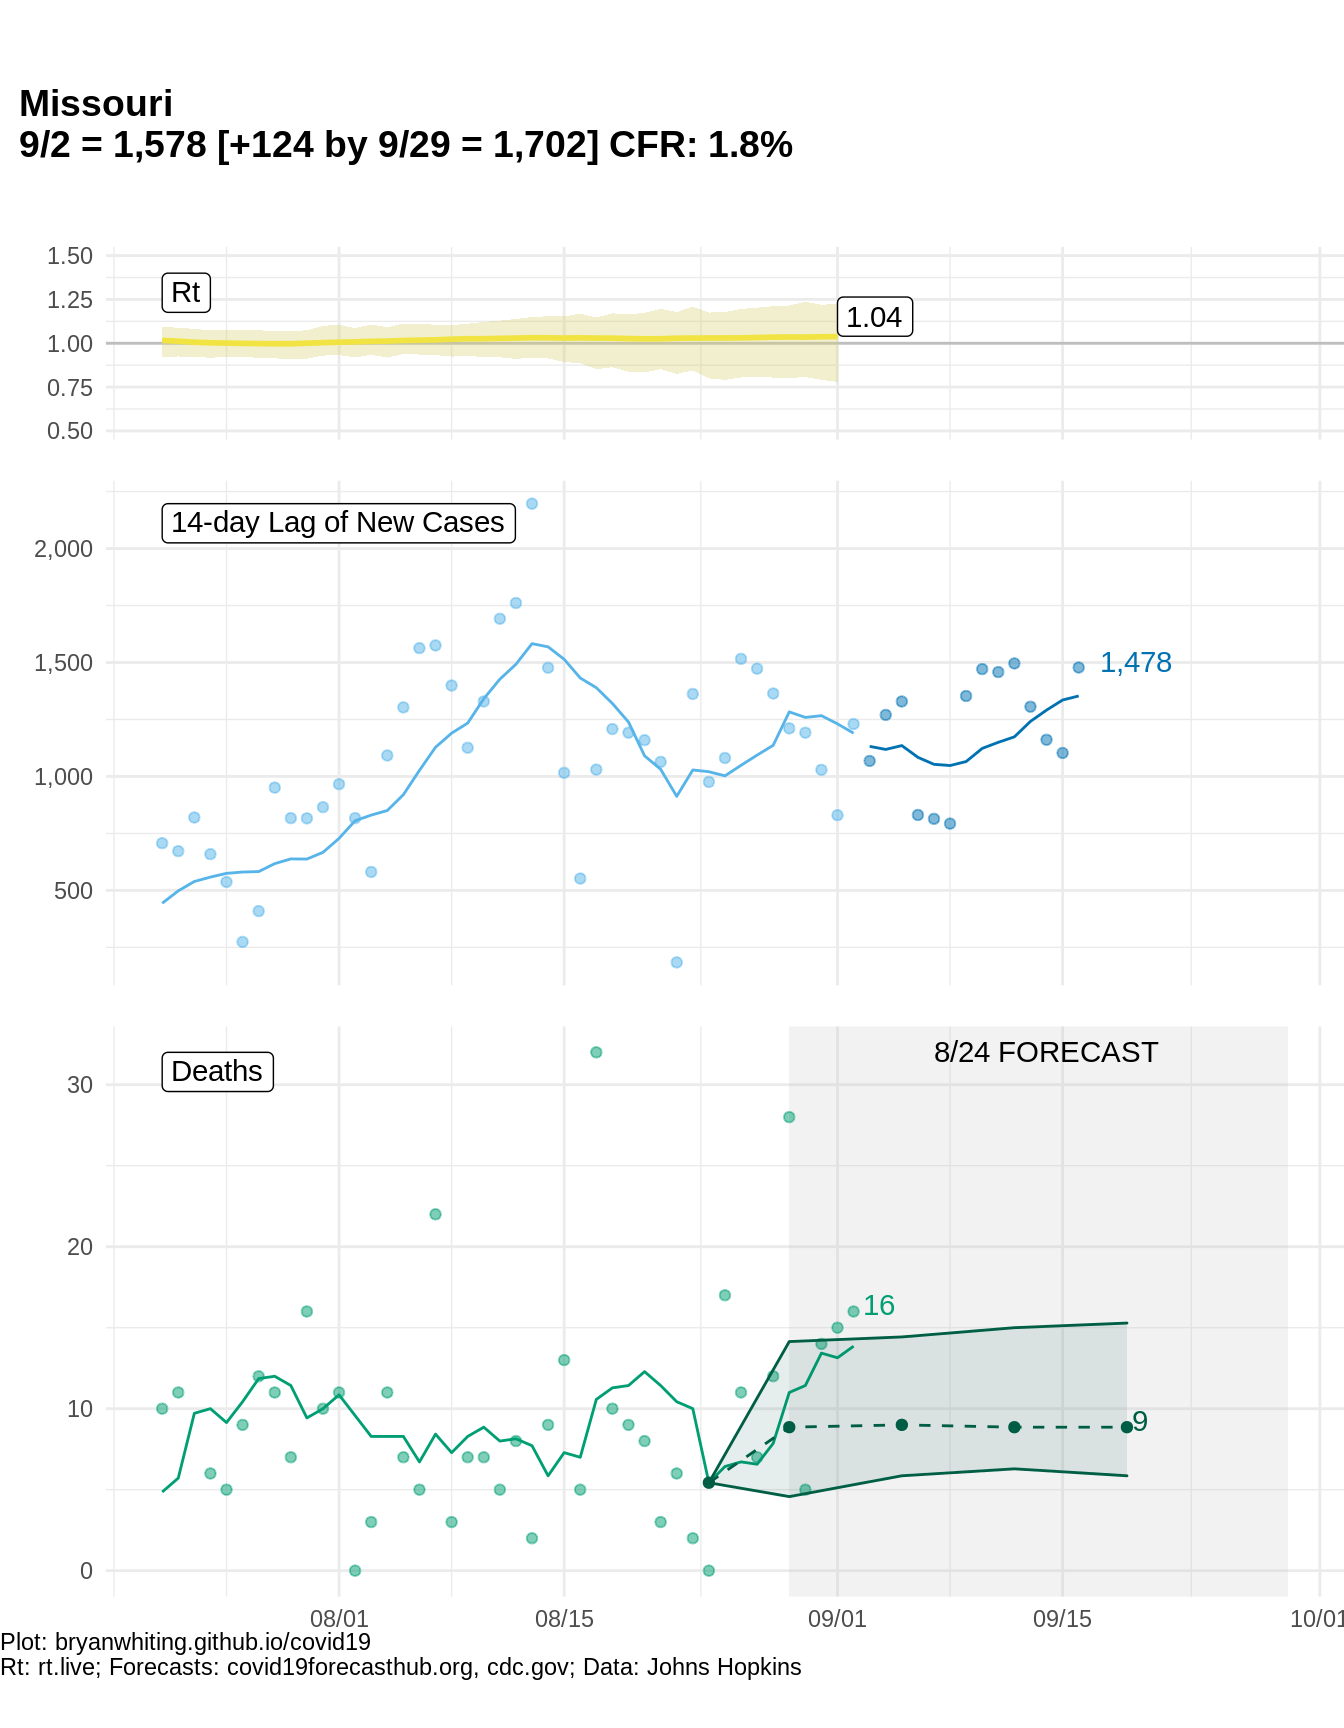 Missouri
9/2 = 1,578 [+124 by 9/29 = 1,702] CFR: 1.8%
1.50
Rt
1.25
1.04
1.00
0.75
0.50
14-day Lag of New Cases
2,000
1,500
1,478
1,000
500
8/24 FORECAST
Deaths
30
20
16
10
9
0
08/01
08/15
09/01
09/15
10/01
Plot: bryanwhiting.github.io/covid19
Rt: rt.live; Forecasts: covid19forecasthub.org, cdc.gov; Data: Johns Hopkins